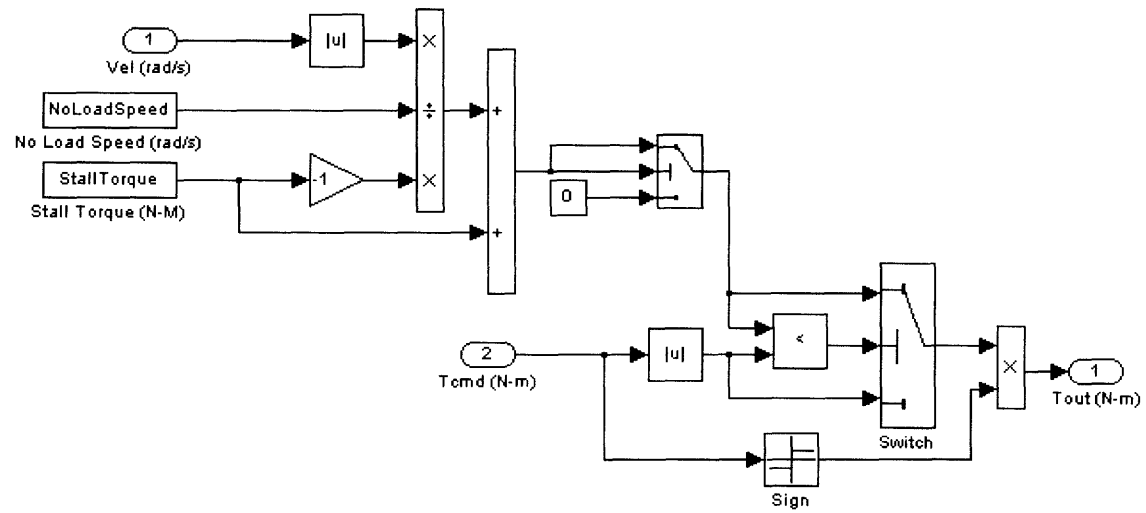 1
|u|
×
Vel (rad/s)
NoLoadSpeed
÷
+
No Load Speed (rad/s)
StallTorque
-1
×
0
Stall Torque (N-M)
+
2
|u|
<
×
1
Tcmd (N-m)
Tout (N-m)
Switch
Sign